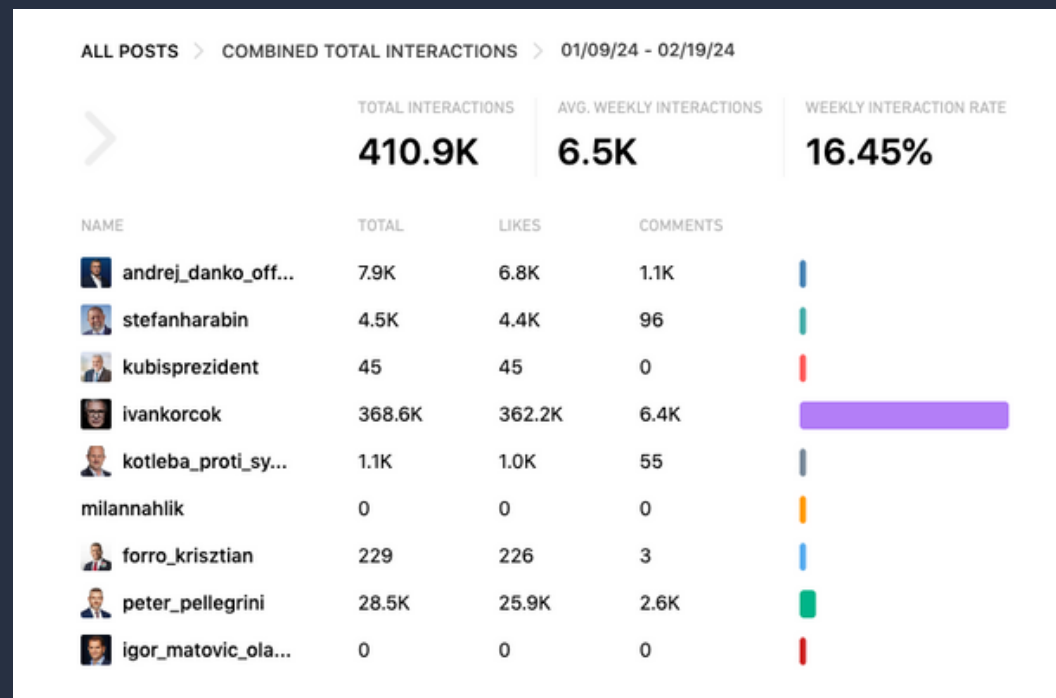 ALL POSTS > COMBINED TOTAL INTERACTIONS > 01/09/24 - 02/19/24
TOTAL INTERACTIONS AVG. WEEKLY INTERACTIONS WEEKLY INTERACTION RATE
410.9K 6.5K 16.45%
NAME TOTAL LIKES COMMENTS
andrej_danko_off... 7.9K 6.8K 1.1K
stefanharabin 4.5K 4.4K 96
kubisprezident 45 45 0
ivankorcok 368.6K 362.2K 6.4K
kotleba_proti_sy... 1.1K 1.0K 55
milannahlik 0 0 0
forro_krisztian 229 226 3
peter_pellegrini 28.5K 25.9K 2.6K
igor_matovic_ola... 0 0 0